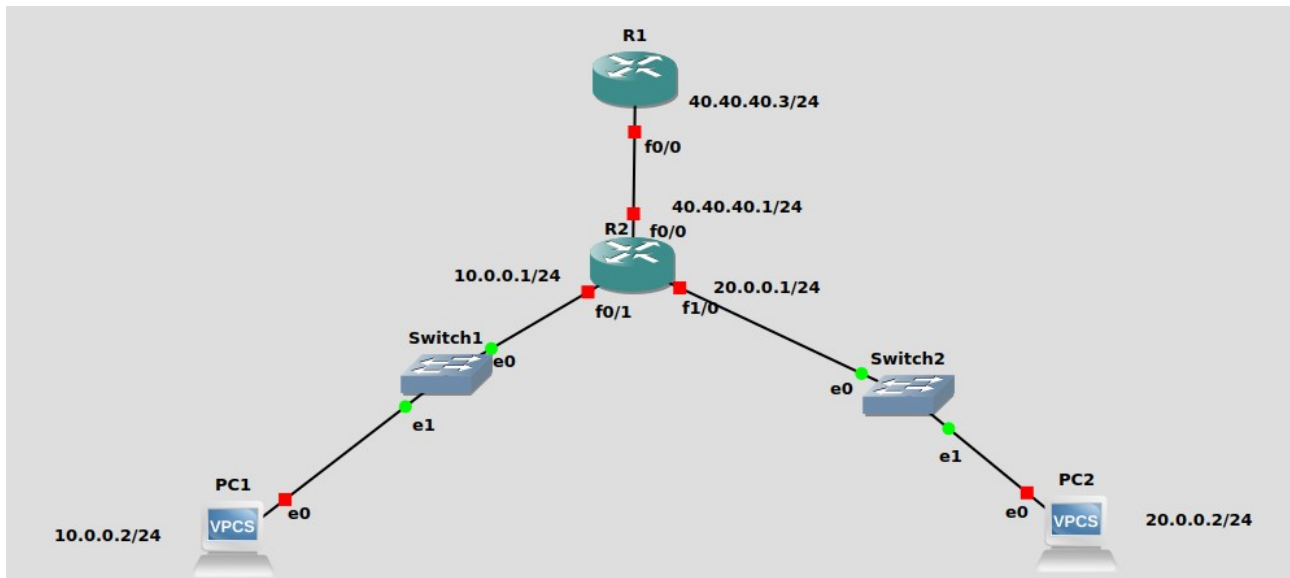 R1
40.40.40.3/24
f0/0
40.40.40.1/24
R2
f0/0
10.0.0.1/24
20.0.0.1/24
f0/1
f1/0
Switch1
e0
Switch2
e0
e1
e1
PC1
PC2
e0
e0
VPCS
VPCS
10.0.0.2/24
20.0.0.2/24